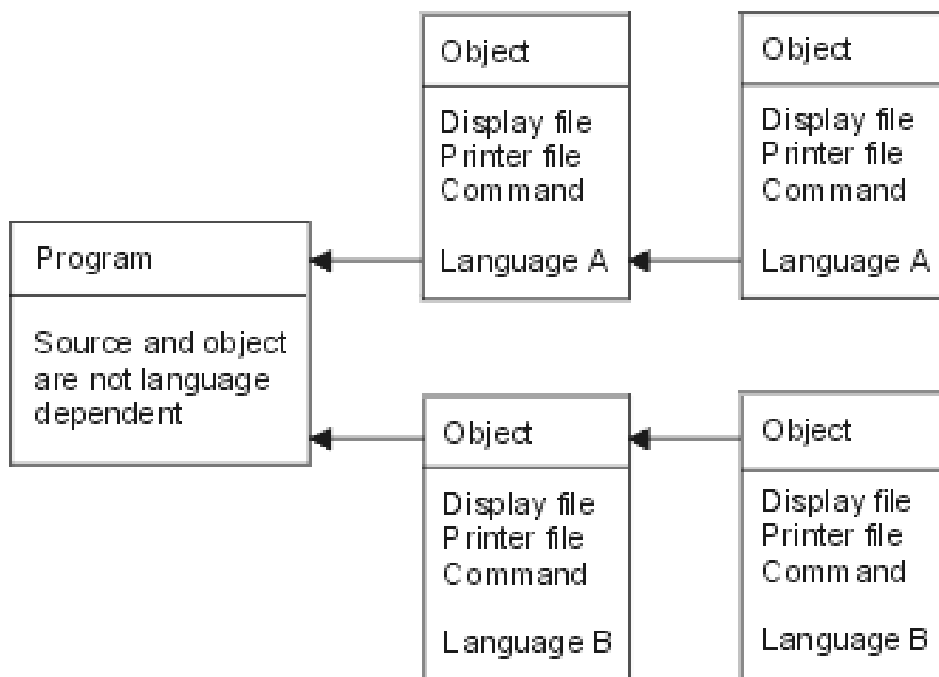 Object
Display file
Printer file
Command
Language A
Object
Display file
Printer file
Command
Language A
Program
Source and object
are not language
dependent
Object
Display file
Printer file
Command
Language B
Object
Display file
Printer file
Command
Language B